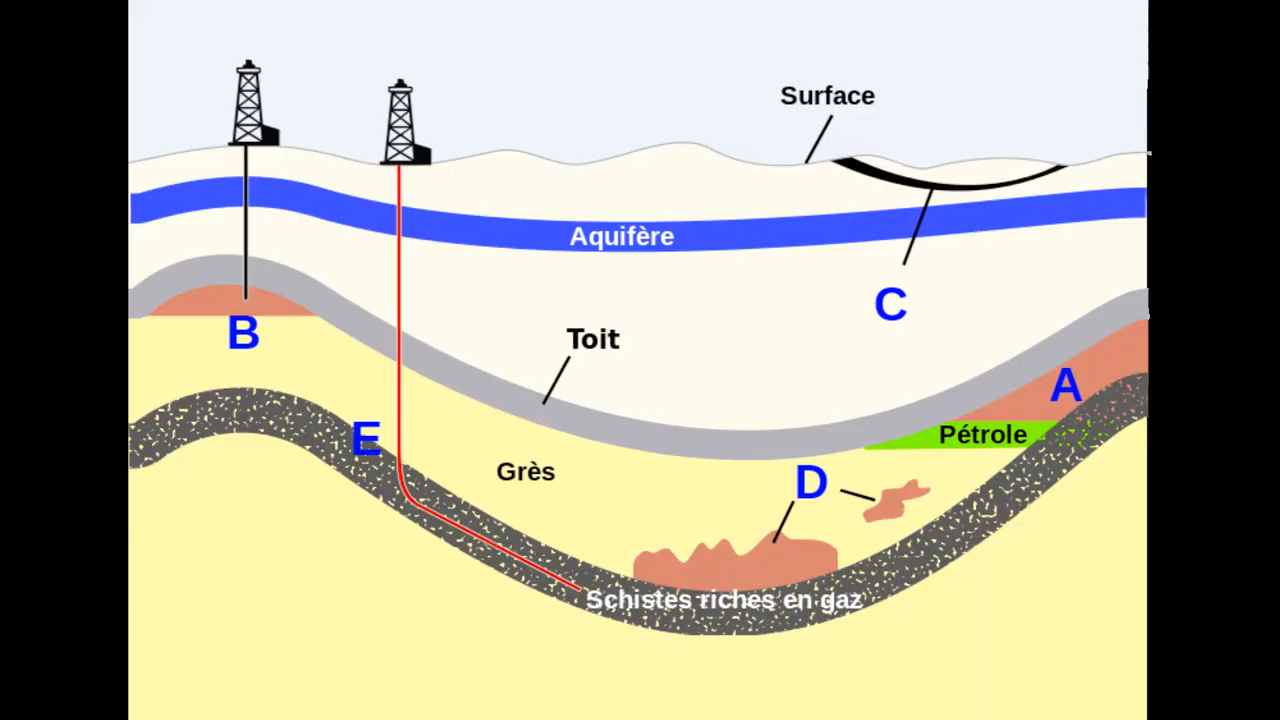 Surface
Aquifère
C
B
Toit
A
E
Pétrole
Grès
D
Schistes riches en gaz